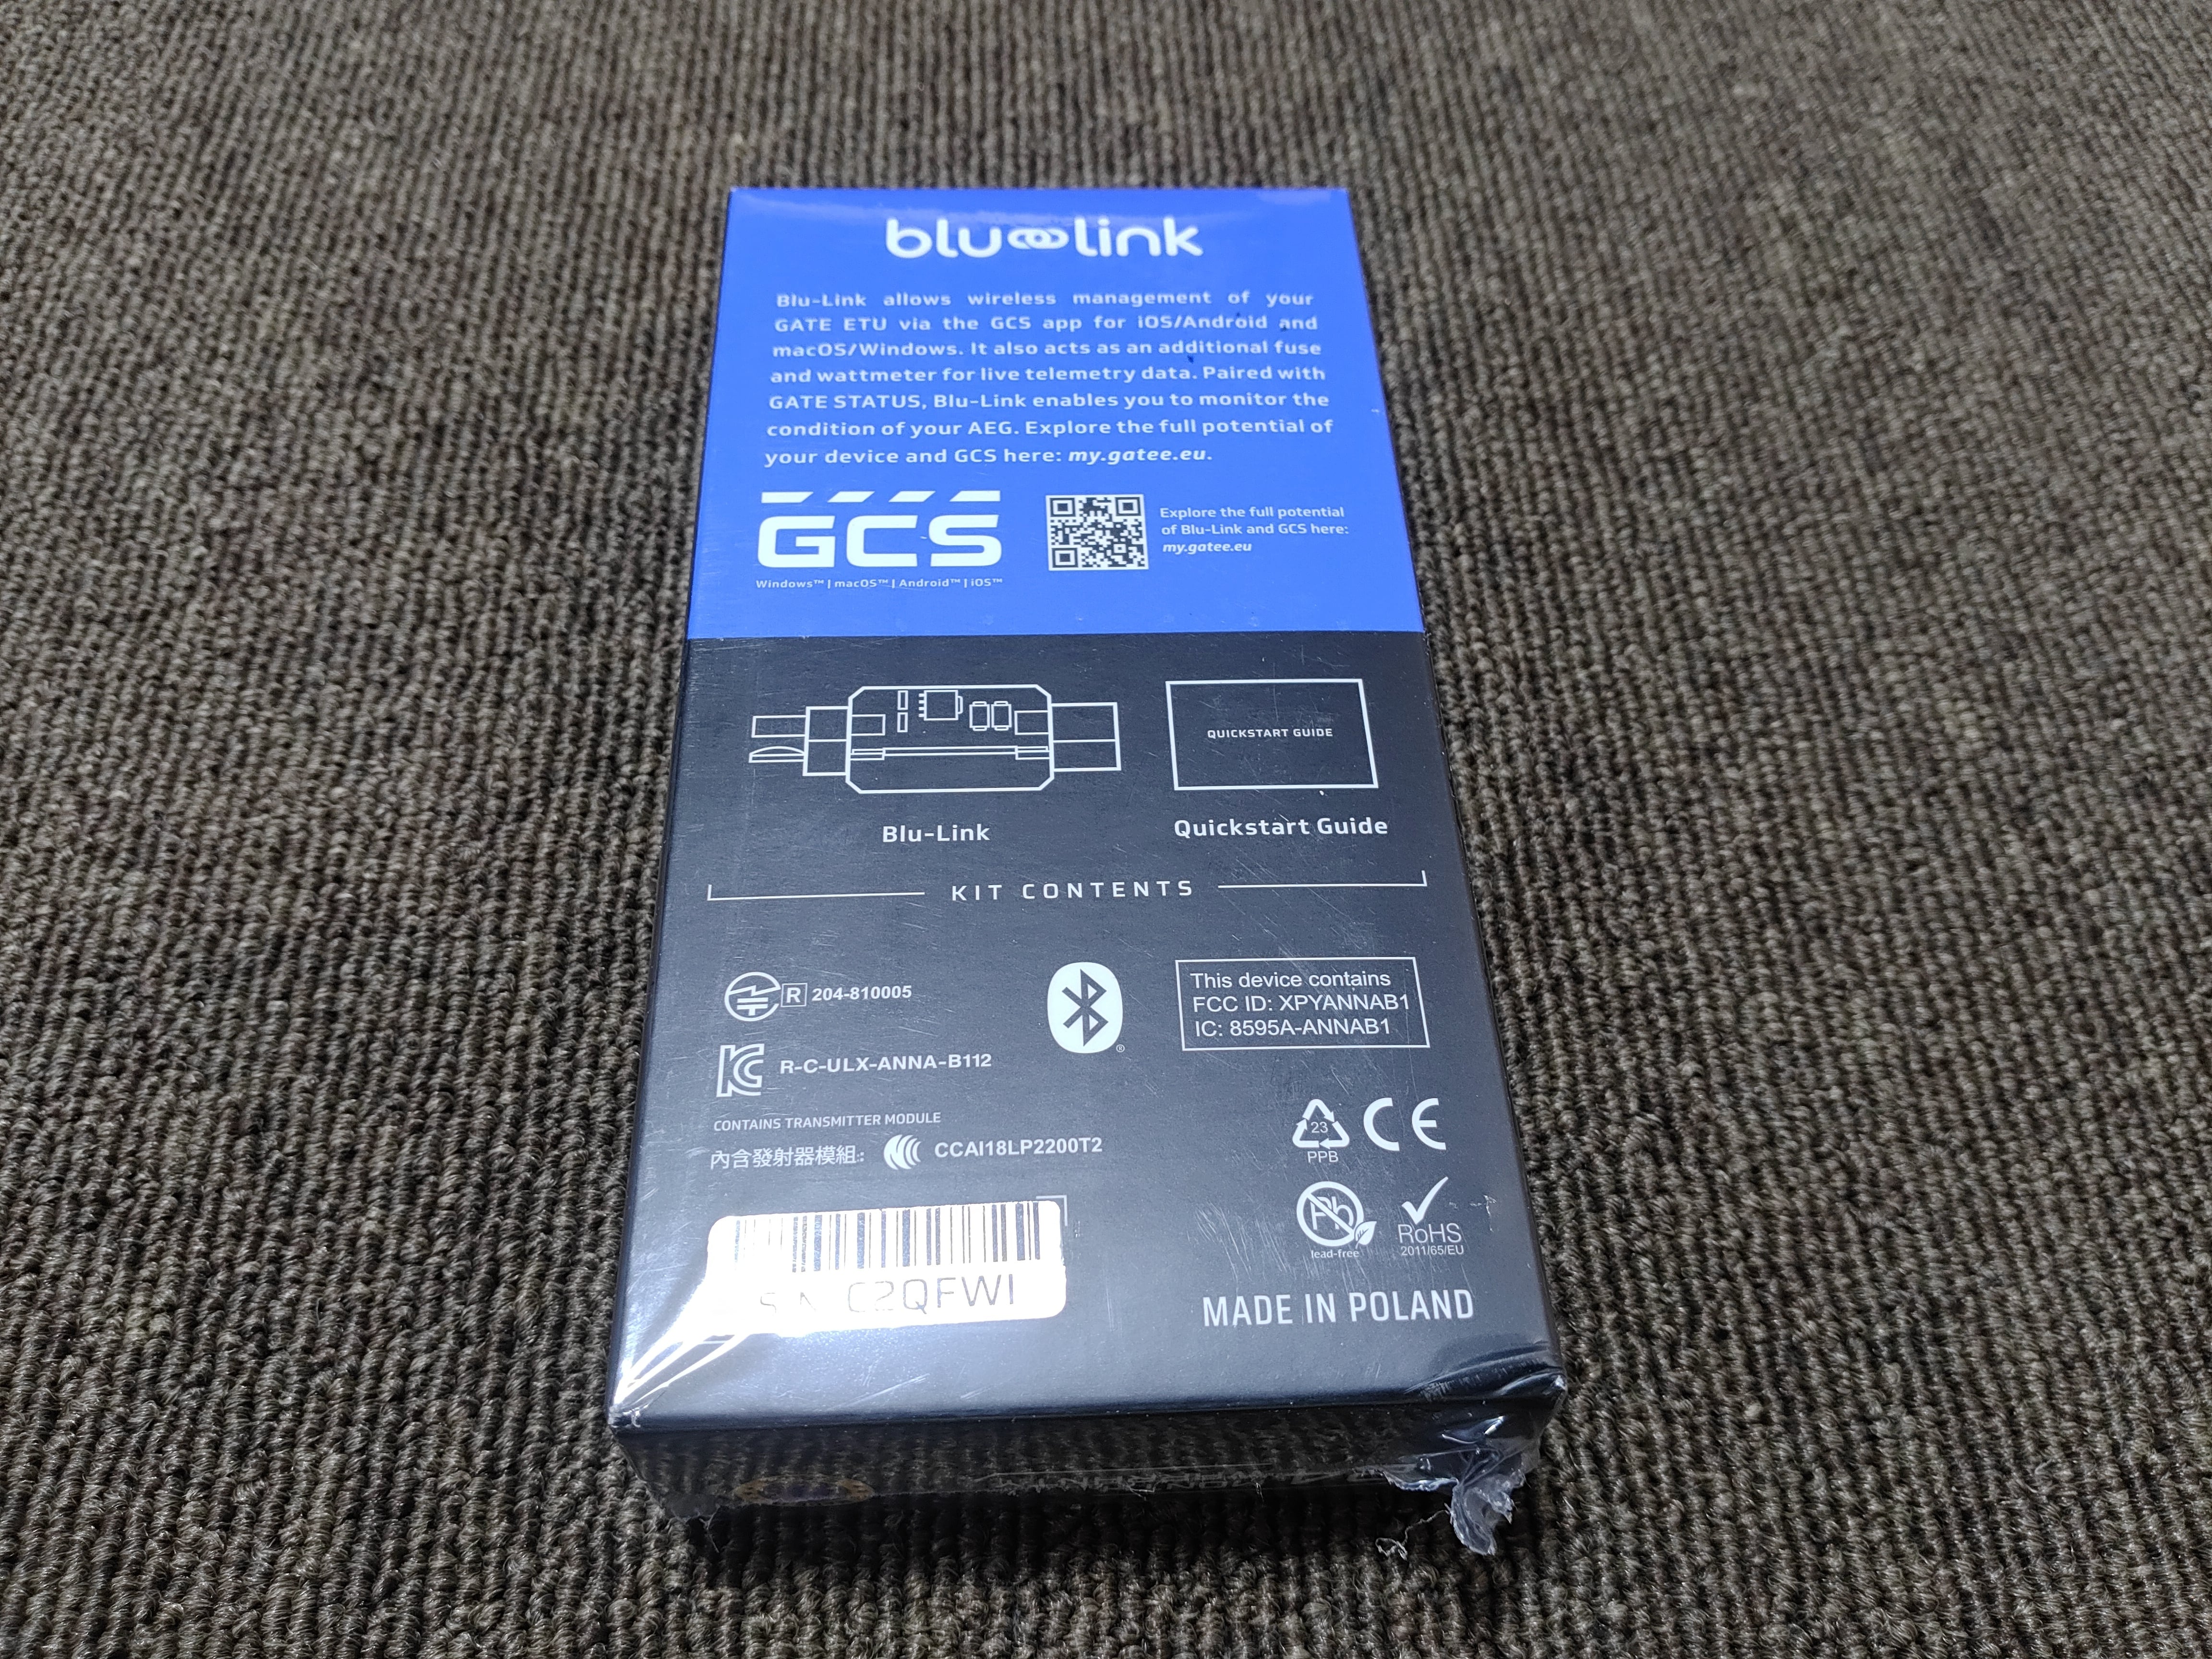 blu link
Blu-Link allows wireless management of your
GATE ETU via the GCS app for iOS/Android and
macOS/Windows. It also acts as an additional fuse
and wattmeter for live telemetry data. Paired with
GATE STATUS, Blu-Link enables you to monitor the
condition of your AEG. Explore the full potential of
your device and GCS here: my.gatee.eu.
GCS
Windows™ | macOS™ | Android™ | iOS™
Explore the full potential
of Blu-Link and GCS here:
my.gatee.eu
QUICKSTART GUIDE
Blu-Link
Quickstart Guide
KIT CONTENTS
R 204-810005
This device contains
FCC ID: XPYANNAB1
IC: 8595A-ANNAB1
R-C-ULX-ANNA-B112
CONTAINS TRANSMITTER MODULE
內含發射器模組:
CCAI18LP2200T2
23
PPB
CE
Pb
lead-free
RoHS
2011/65/EU
S/N C2QFWI
MADE IN POLAND